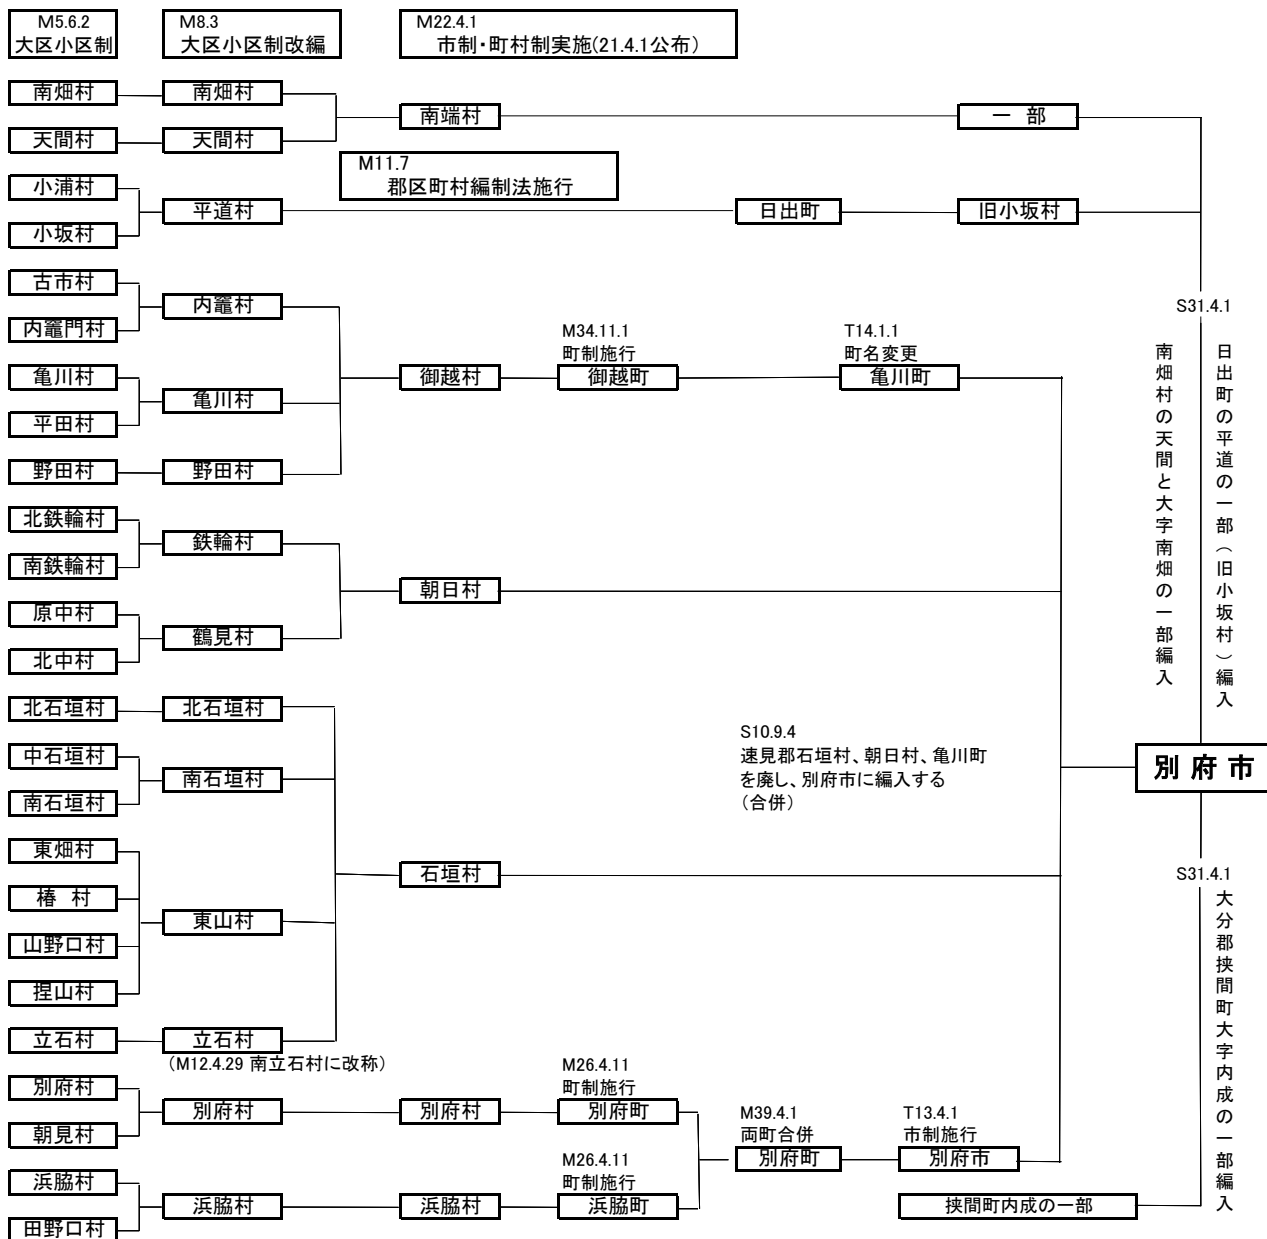 M5.6.2
大区小区制
M8.3
大区小区制改編
M22.4.1
市制・町村制実施(21.4.1公布)
南畑村
南畑村
天間村
天間村
南端村
一 部
M11.7
郡区町村編制法施行
小浦村
小坂村
平道村
日出町
旧小坂村
古市村
内竈門村
内竈村
亀川村
平田村
亀川村
野田村
野田村
御越村
M34.11.1
町制施行
御越町
T14.1.1
町名変更
亀川町
北鉄輪村
南鉄輪村
鉄輪村
原中村
北中村
鶴見村
朝日村
北石垣村
北石垣村
中石垣村
南石垣村
南石垣村
東畑村
椿 村
山野口村
捏山村
東山村
立石村
立石村
(M12.4.29 南立石村に改称)
石垣村
S10.9.4
速見郡石垣村、朝日村、亀川町
を廃し、別府市に編入する
(合併)
別府村
朝見村
別府村
別府村
M26.4.11
町制施行
別府町
浜脇村
田野口村
浜脇村
浜脇村
M26.4.11
町制施行
浜脇町
M39.4.1
両町合併
別府町
T13.4.1
市制施行
別府市
挟間町内成の一部
S31.4.1
日出町の平道の一部(旧小坂村)編入
南畑村の天間と大字南畑の一部編入
別府市
S31.4.1
大分郡挟間町大字内成の一部編入